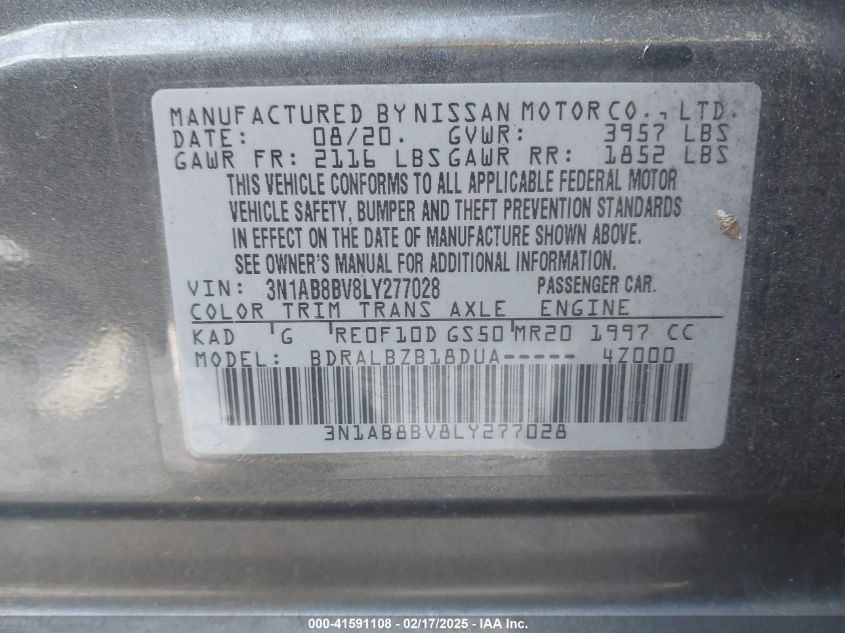 MANUFACTURED BY NISSAN MOTOR CO., LTD.
DATE: 08/20. GVWR: 3957 LBS
GAWR FR: 2116 LBS GAWR RR: 1852 LBS
THIS VEHICLE CONFORMS TO ALL APPLICABLE FEDERAL MOTOR
VEHICLE SAFETY, BUMPER AND THEFT PREVENTION STANDARDS
IN EFFECT ON THE DATE OF MANUFACTURE SHOWN ABOVE.
SEE OWNER'S MANUAL FOR ADDITIONAL INFORMATION.
VIN: 3N1AB8BV8LY277028 PASSENGER CAR.
COLOR TRIM TRANS AXLE ENGINE
KAD G RE0F10D GS50 MR20 1997 CC
MODEL: BDRALBZB18DUA----- 4Z000
3N1AB8BV8LY277028
000-41591108 - 02/17/2025 - IAAI Inc.